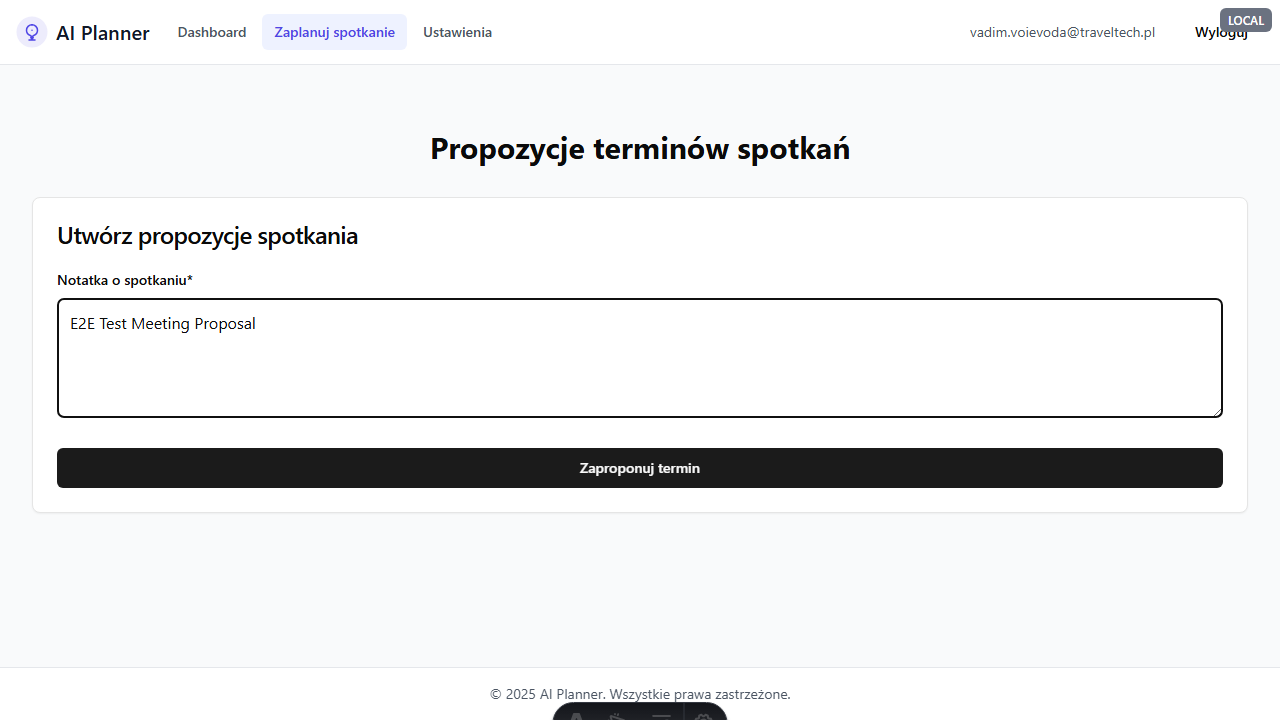 AI Planner
Dashboard
Zaplanuj spotkanie
Ustawienia
vadim.voievoda@traveltech.pl
Wyloguj
LOCAL
Propozycje terminów spotkań
Utwórz propozycje spotkania
Notatka o spotkaniu*
E2E Test Meeting Proposal
Zaproponuj termin
© 2025 AI Planner. Wszystkie prawa zastrzeżone.